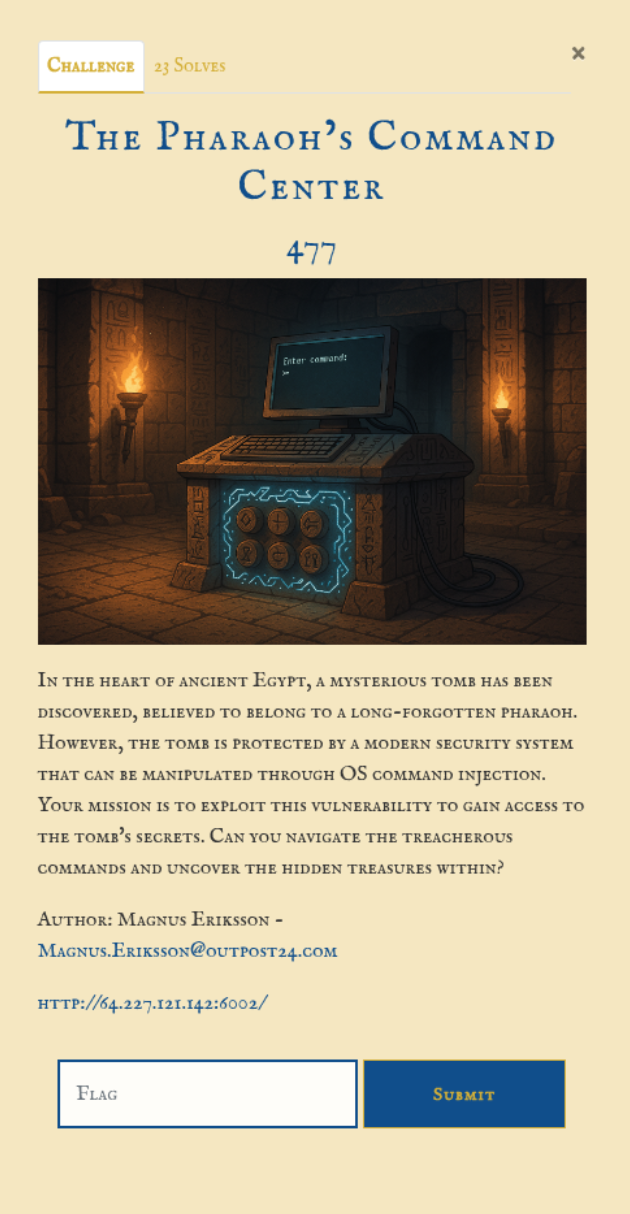 Challenge
23 Solves
×
The Pharaoh's Command
Center
477
Enter command:
>-
In the heart of ancient Egypt, a mysterious tomb has been
discovered, believed to belong to a long-forgotten pharaoh.
However, the tomb is protected by a modern security system
that can be manipulated through OS command injection.
Your mission is to exploit this vulnerability to gain access to
the tomb's secrets. Can you navigate the treacherous
commands and uncover the hidden treasures within?
Author: Magnus Eriksson -
Magnus.Eriksson@outpost24.com
http://64.227.121.142:6002/
Flag
Submit